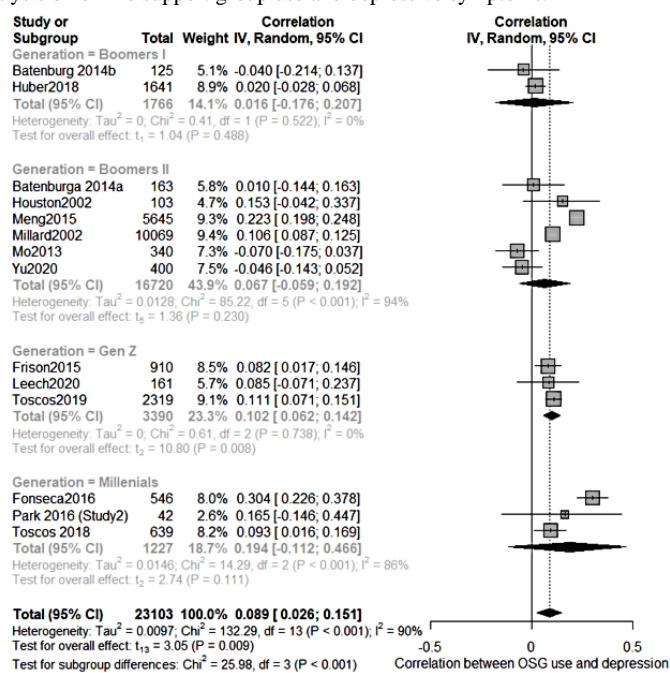 Study or Correlation Correlation
Subgroup Total Weight IV, Random, 95% CI IV, Random, 95% CI
Generation = Boomers I
Batenburg 2014b 125 5.1% -0.040 [-0.214; 0.137]
Huber2018 1641 8.9% 0.020 [-0.028; 0.068]
Total (95% CI) 1766 14.1% 0.016 [-0.176; 0.207]
Heterogeneity: Tau² = 0; Chi² = 0.41, df = 1 (P = 0.522); I² = 0%
Test for overall effect: t₁ = 1.04 (P = 0.488)
Generation = Boomers II
Batenburga 2014a 163 5.8% 0.010 [-0.144; 0.163]
Houston2002 103 4.7% 0.153 [-0.042; 0.337]
Meng2015 5645 9.3% 0.223 [ 0.198; 0.248]
Millard2002 10069 9.4% 0.106 [ 0.087; 0.125]
Mo2013 340 7.3% -0.070 [-0.175; 0.037]
Yu2020 400 7.5% -0.046 [-0.143; 0.052]
Total (95% CI) 16720 43.9% 0.067 [-0.059; 0.192]
Heterogeneity: Tau² = 0.0128; Chi² = 85.22, df = 5 (P < 0.001); I² = 94%
Test for overall effect: t₅ = 1.36 (P = 0.230)
Generation = Gen Z
Frison2015 910 8.5% 0.082 [ 0.017; 0.146]
Leech2020 161 5.7% 0.085 [-0.071; 0.237]
Toscos2019 2319 9.1% 0.111 [ 0.071; 0.151]
Total (95% CI) 3390 23.3% 0.102 [ 0.062; 0.142]
Heterogeneity: Tau² = 0; Chi² = 0.61, df = 2 (P = 0.738); I² = 0%
Test for overall effect: t₂ = 10.80 (P = 0.008)
Generation = Millenials
Fonseca2016 546 8.0% 0.304 [ 0.226; 0.378]
Park 2016 (Study2) 42 2.6% 0.165 [-0.146; 0.447]
Toscos 2018 639 8.2% 0.093 [ 0.016; 0.169]
Total (95% CI) 1227 18.7% 0.194 [-0.112; 0.466]
Heterogeneity: Tau² = 0.0146; Chi² = 14.29, df = 2 (P < 0.001); I² = 86%
Test for overall effect: t₂ = 2.74 (P = 0.111)
Total (95% CI) 23103 100.0% 0.089 [ 0.026; 0.151]
Heterogeneity: Tau² = 0.0097; Chi² = 132.29, df = 13 (P < 0.001); I² = 90%
Test for overall effect: t₁₃ = 3.05 (P = 0.009)
Test for subgroup differences: Chi² = 25.98, df = 3 (P < 0.001)
-0.5 0 0.5
Correlation between OSG use and depression